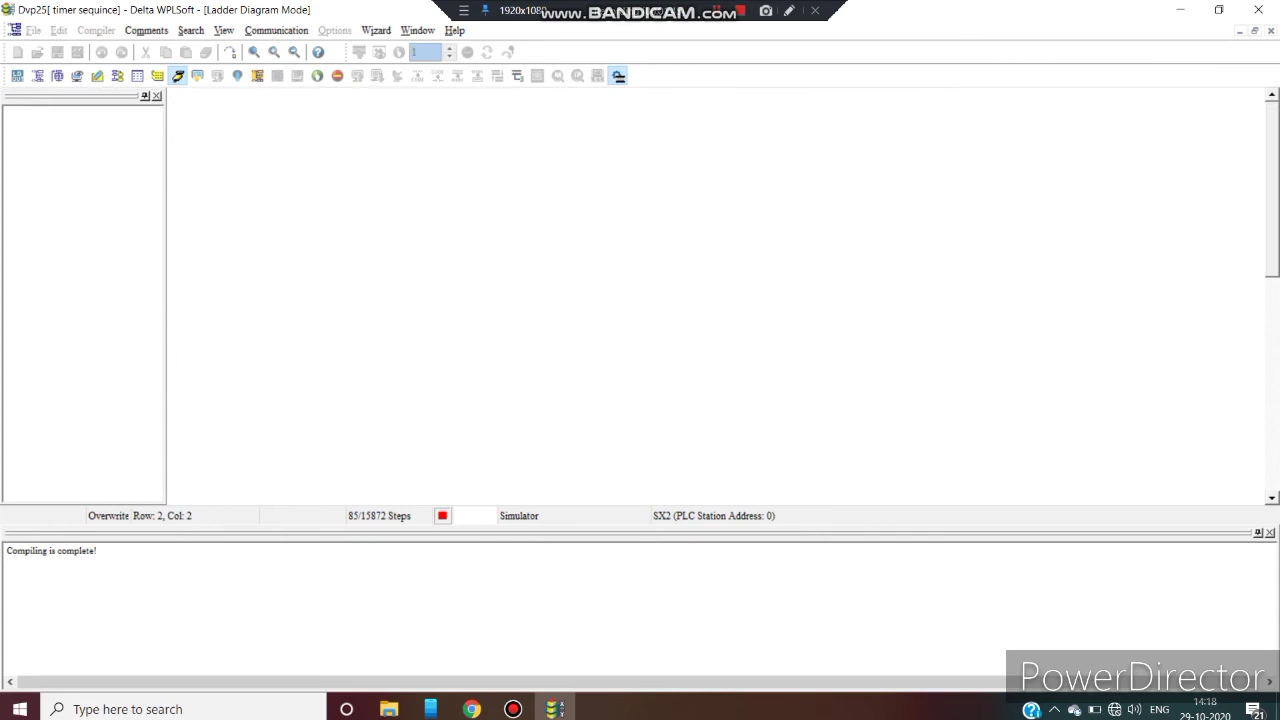 Dvp25[ timer sequince] - Delta WPLSoft - [Ladder Diagram Mode]
1920x1080
www.BANDICAM.com
File Edit Compiler Comments Search View Communication Options Wizard Window Help
1
Overwrite Row: 2, Col: 2 85/15872 Steps Simulator SX2 (PLC Station Address: 0)
Compiling is complete!
PowerDirector
Type here to search
ENG
14:18
29-10-2020
21